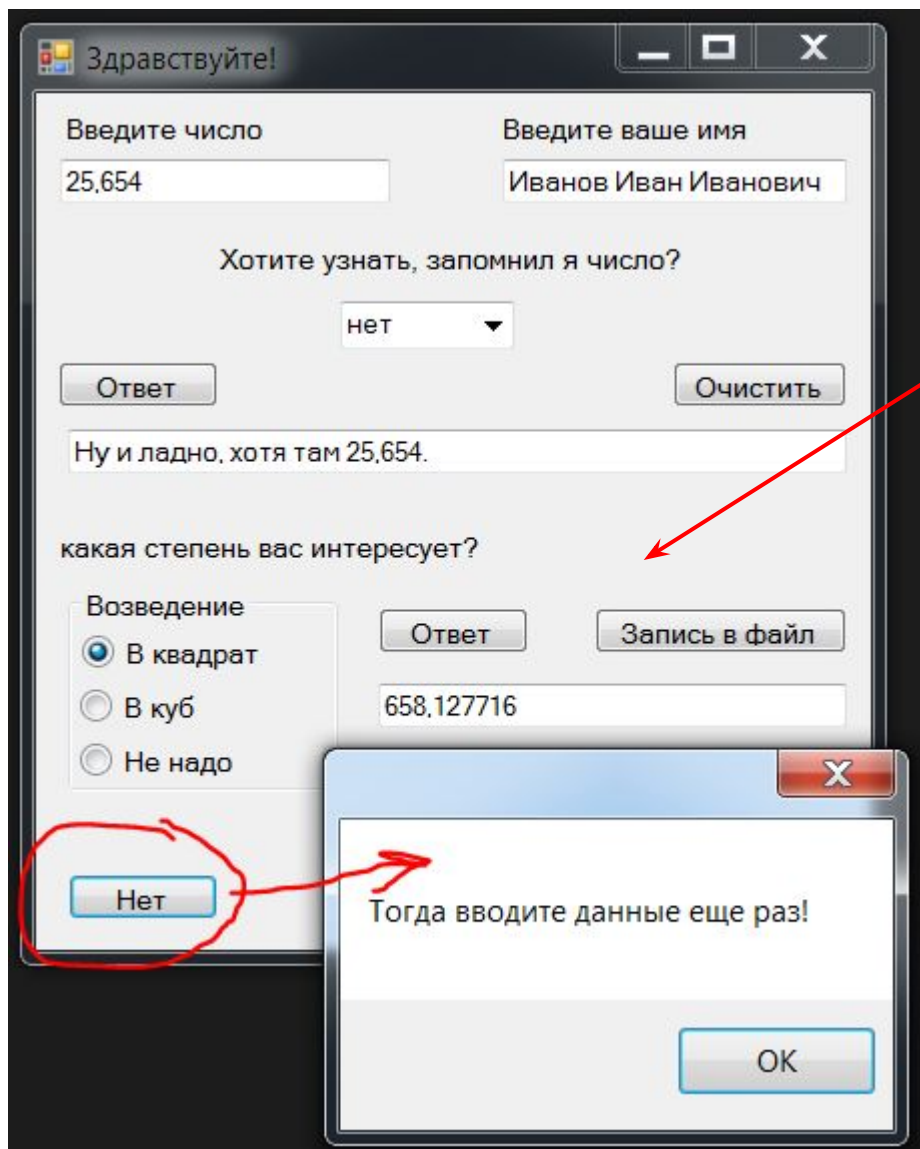 Здравствуйте!
Введите число
Введите ваше имя
25,654
Иванов Иван Иванович
Хотите узнать, запомнил я число?
нет
Ответ
Очистить
Ну и ладно, хотя там 25,654.
какая степень вас интересует?
Возведение
В квадрат
В куб
Не надо
Ответ
Запись в файл
658,127716
Нет
Тогда вводите данные еще раз!
OK